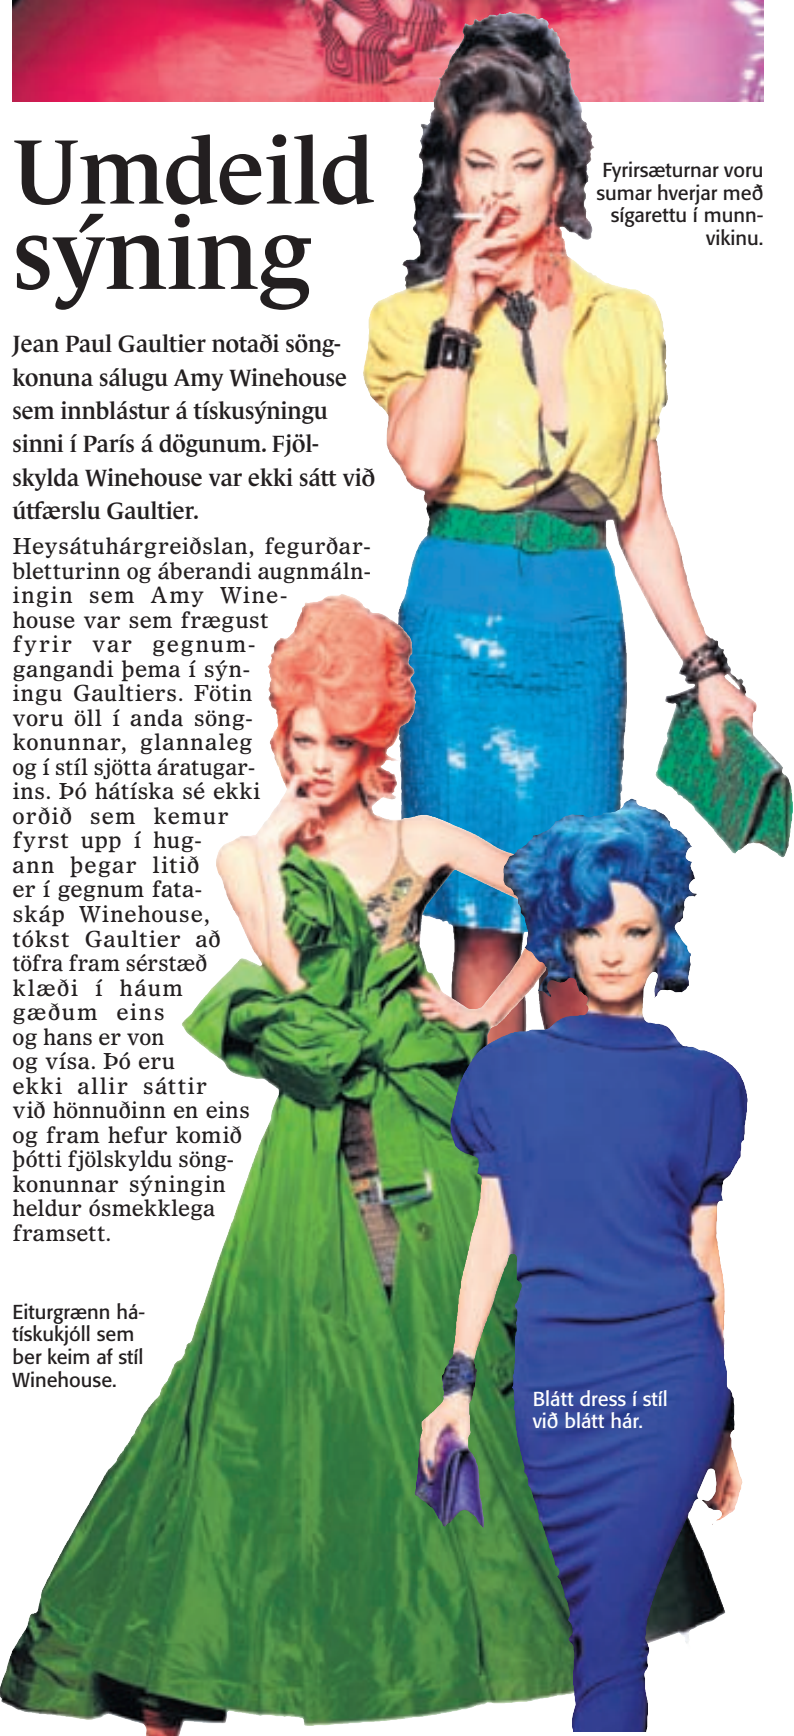 Umdeild
sýning
Fyrirsæturnar voru
sumar hverjar með
sígarettu í munn-
vikinu.
Jean Paul Gaultier notaði söng-
konuna sálugu Amy Winehouse
sem innblástur á tískusýningu
sinni í París á dögunum. Fjöl-
skylda Winehouse var ekki sátt við
útfærslu Gaultier.
Heysátuhárgreiðslan, fegurðar-
bletturinn og áberandi augnmáln-
ingin sem Amy Wine-
house var sem frægust
fyrir var gegnum-
gangandi þema í sýn-
ingu Gaultiers. Fötin
voru öll í anda söng-
konunnar, glannaleg
og í stíl sjötta áratugar-
ins. Þó hátíska sé ekki
orðið sem kemur
fyrst upp í hug-
ann þegar litið
er í gegnum fata-
skáp Winehouse,
tókst Gaultier að
töfra fram sérstæð
klæði í háum
gæðum eins
og hans er von
og vísa. Þó eru
ekki allir sáttir
við hönnuðinn en eins
og fram hefur komið
þótti fjölskyldu söng-
konunnar sýningin
heldur ósmekklega
framsett.
Eiturgrænn há-
tískukjóll sem
ber keim af stíl
Winehouse.
Blátt dress í stíl
við blátt hár.